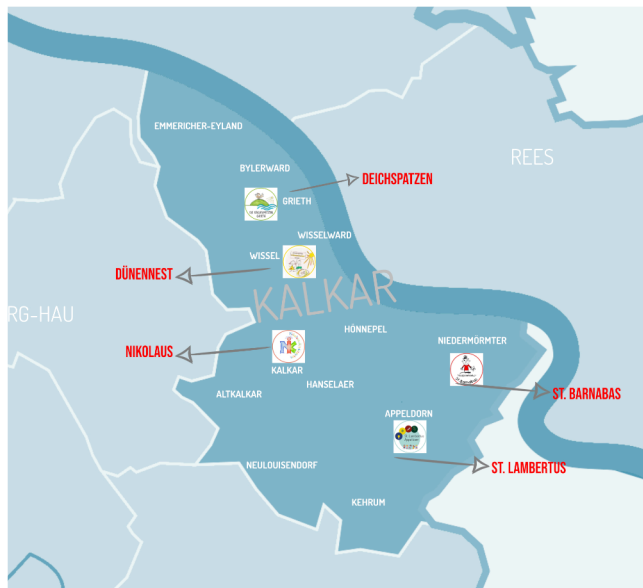 EMMERICHER-EYLAND
REES
BYLERWARD
DEICHSPATZEN
GRIETH
WISSELWARD
WISSEL
DÜNENNEST
KALKAR
RG-HAU
HÖNNEPEL
NIEDERMÖRMTER
NIKOLAUS
KALKAR
HANSELAER
ALTKALKAR
ST. BARNABAS
APPELDORN
NEULOUISENDORF
ST. LAMBERTUS
KEHRUM